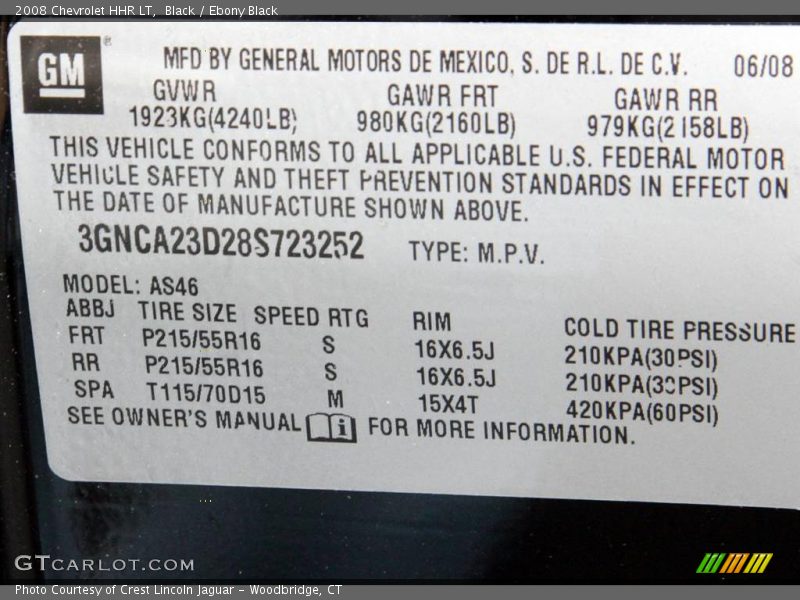 2008 Chevrolet HHR LT, Black / Ebony Black
GM
®
MFD BY GENERAL MOTORS DE MEXICO, S. DE R.L. DE C.V. 06/08
GVWR GAWR FRT GAWR RR
1923KG(4240LB) 980KG(2160LB) 979KG(2158LB)
THIS VEHICLE CONFORMS TO ALL APPLICABLE U.S. FEDERAL MOTOR
VEHICLE SAFETY AND THEFT PREVENTION STANDARDS IN EFFECT ON
THE DATE OF MANUFACTURE SHOWN ABOVE.
3GNCA23D28S723252 TYPE: M.P.V.
MODEL: AS46
ABBJ TIRE SIZE SPEED RTG RIM COLD TIRE PRESSURE
FRT P215/55R16 S 16X6.5J 210KPA(30PSI)
RR P215/55R16 S 16X6.5J 210KPA(30PSI)
SPA T115/70D15 M 15X4T 420KPA(60PSI)
SEE OWNER'S MANUAL i FOR MORE INFORMATION.
GTCARLOT.COM
Photo Courtesy of Crest Lincoln Jaguar – Woodbridge, CT